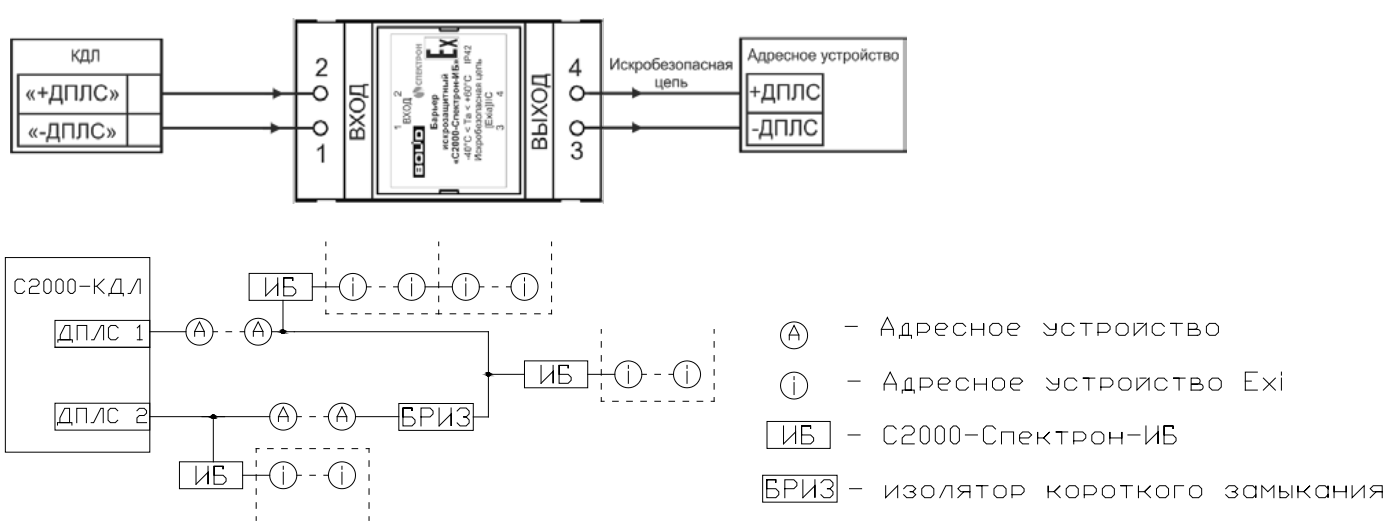 КДЛ
«+ДПЛС»
«-ДПЛС»
2
1
ВХОД
1 ВХОД 2
BOLID
СПЕКТРОН
Ex
Барьер
искрозащитный
«С2000-Спектрон-ИБ»
-40°C < Ta < +60°C IP42
Искробезопасная цепь
[Exia]IIC
3 4
ВЫХОД
4
3
Искробезопасная
цепь
Адресное устройство
+ДПЛС
-ДПЛС
С2000-КДЛ
ДПЛС 1
ДПЛС 2
А А
ИБ
i i i i
ИБ
i i
А А
БРИЗ
ИБ
i i
А - Адресное устройство
i - Адресное устройство Exi
ИБ - С2000-Спектрон-ИБ
БРИЗ - изолятор короткого замыкания